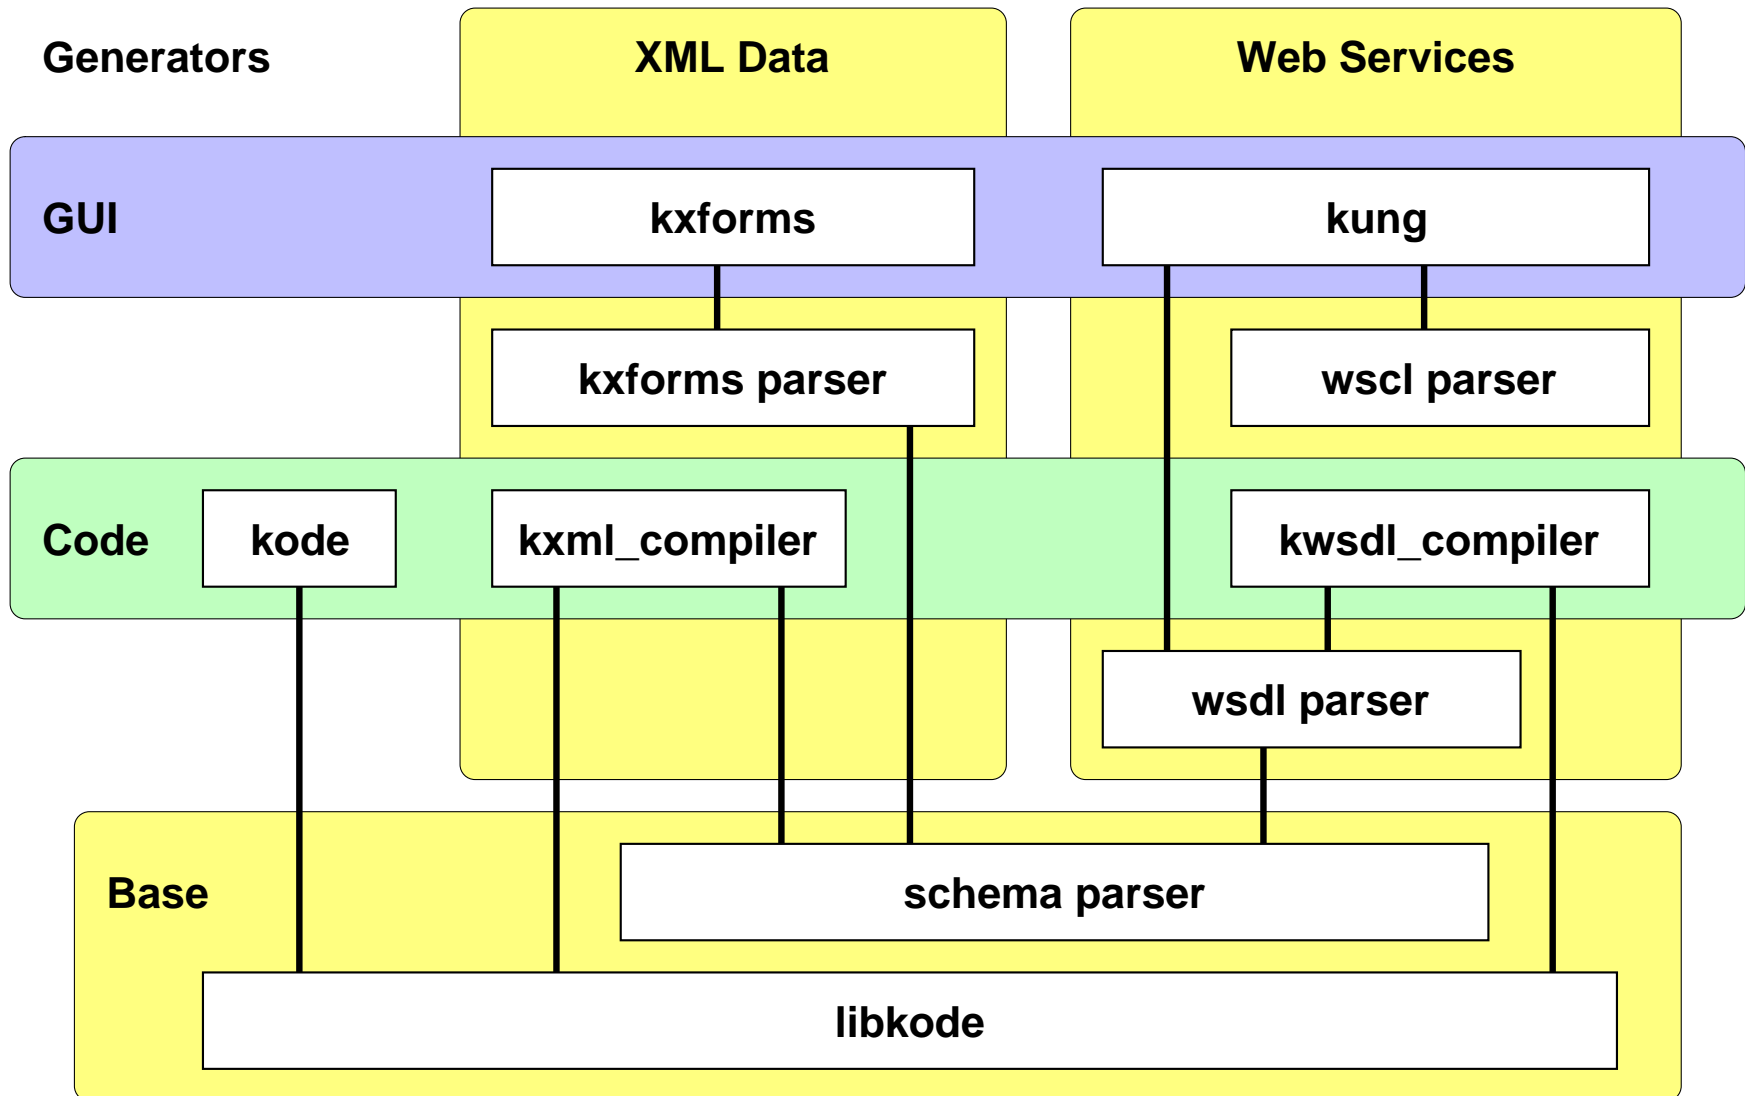 Generators
XML Data
Web Services
GUI
kxforms
kung
kxforms parser
wscl parser
Code
kode
kxml_compiler
kwsdl_compiler
wsdl parser
Base
schema parser
libkode